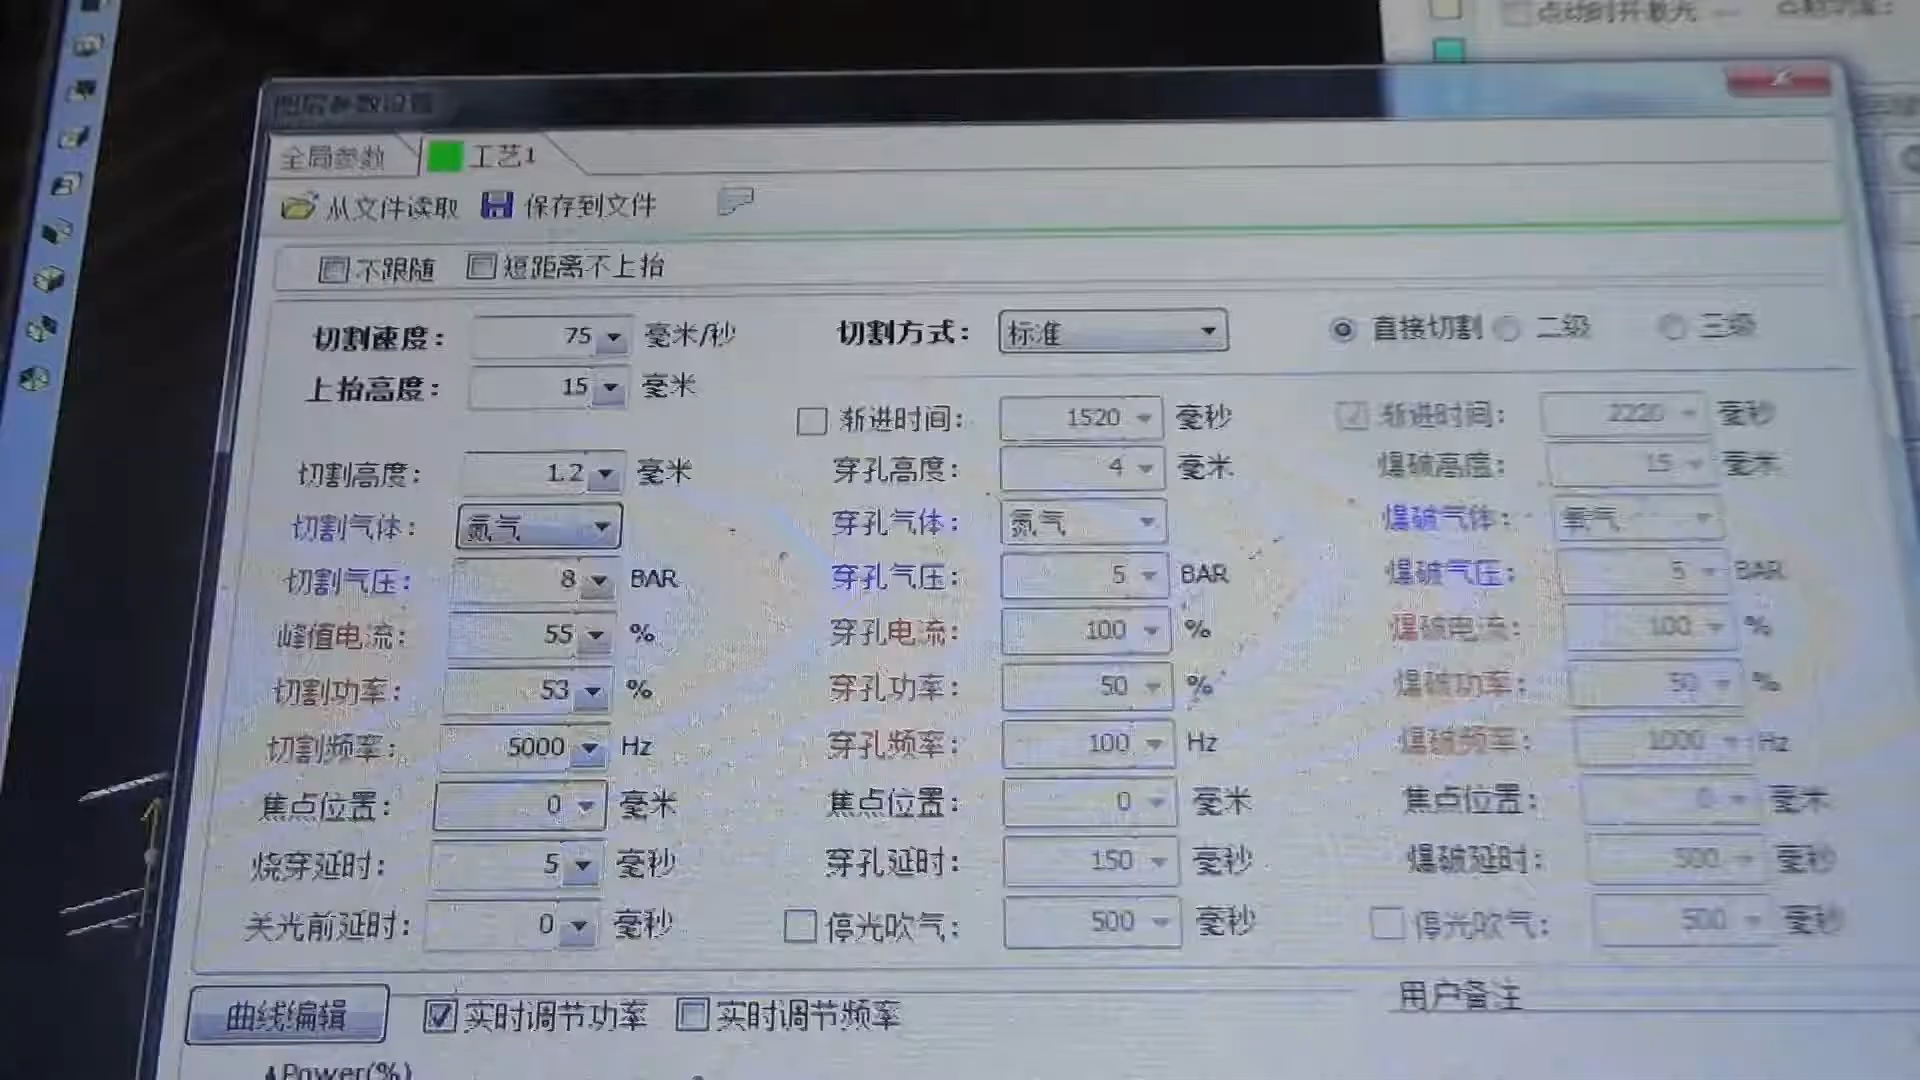 点动时开激光
图层参数设置
全局参数 工艺1
从文件读取 保存到文件
不跟随 短距离不上抬
切割速度： 75 毫米/秒 切割方式： 标准 直接切割 二级 三级
上抬高度： 15 毫米
渐进时间： 1520 毫秒 渐进时间： 2220 毫秒
切割高度： 1.2 毫米 穿孔高度： 4 毫米 爆破高度： 15 毫米
切割气体： 氮气 穿孔气体： 氮气 爆破气体： 氧气
切割气压： 8 BAR 穿孔气压： 5 BAR 爆破气压： 5 BAR
峰值电流： 55 % 穿孔电流： 100 % 爆破电流： 100 %
切割功率： 53 % 穿孔功率： 50 % 爆破功率： 50 %
切割频率： 5000 Hz 穿孔频率： 100 Hz 爆破频率： 1000 Hz
焦点位置： 0 毫米 焦点位置： 0 毫米 焦点位置： 0 毫米
烧穿延时： 5 毫秒 穿孔延时： 150 毫秒 爆破延时： 500 毫秒
关光前延时： 0 毫秒 停光吹气： 500 毫秒 停光吹气： 500 毫秒
曲线编辑 实时调节功率 实时调节频率 用户备注
Power(%)